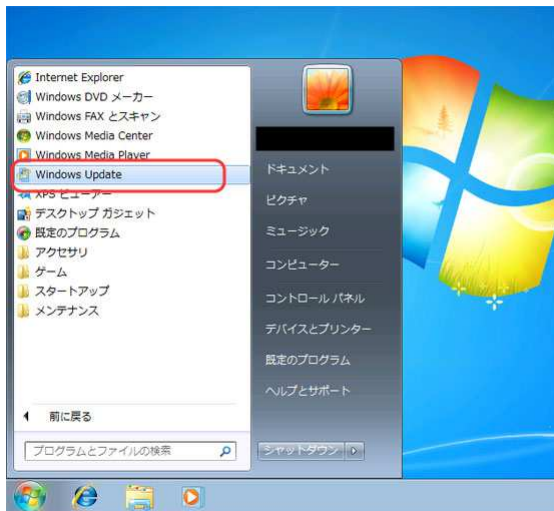 Internet Explorer
Windows DVD メーカー
Windows FAX とスキャン
Windows Media Center
Windows Media Player
Windows Update
XPS ビューアー
デスクトップ ガジェット
既定のプログラム
アクセサリ
ゲーム
スタートアップ
メンテナンス
前に戻る
プログラムとファイルの検索
ドキュメント
ピクチャ
ミュージック
コンピューター
コントロール パネル
デバイスとプリンター
既定のプログラム
ヘルプとサポート
シャットダウン